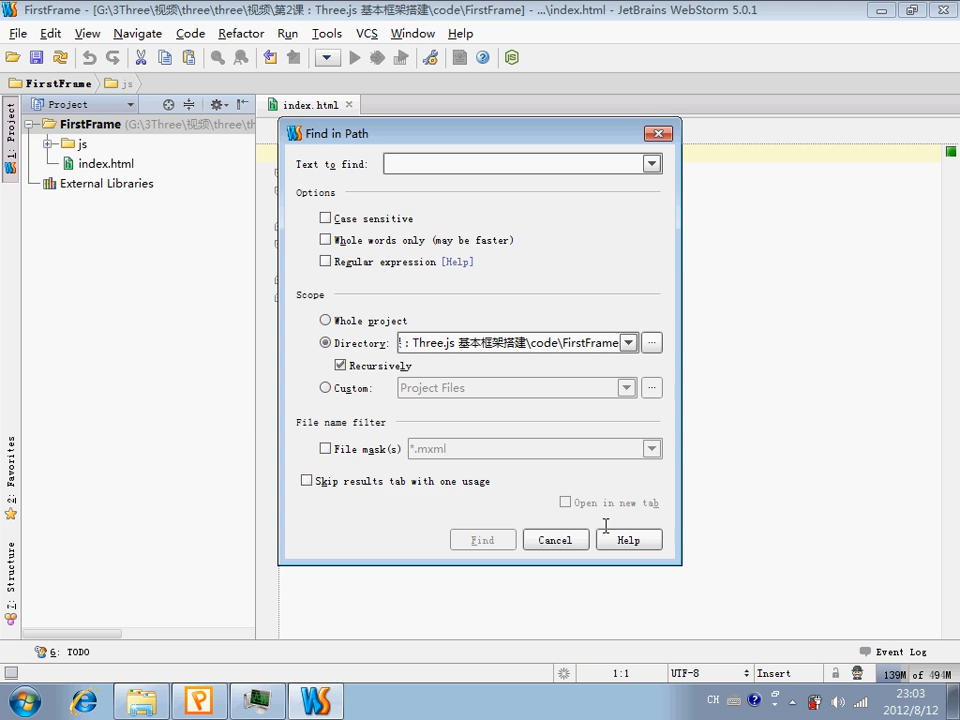 FirstFrame - [G:\3Three\视频\three\three\视频\第2课：Three.js 基本框架搭建\code\FirstFrame] - ...\index.html - JetBrains WebStorm 5.0.1
File Edit View Navigate Code Refactor Run Tools VCS Window Help
FirstFrame js
Project index.html
1: Project
FirstFrame (G:\3Three\视频\three\th
js
index.html
External Libraries
Find in Path
Text to find:
Options
Case sensitive
Whole words only (may be faster)
Regular expression [Help]
Scope
Whole project
Directory: : Three.js 基本框架搭建\code\FirstFrame ...
Recursively
Custom: Project Files ...
File name filter
File mask(s) *.mxml
Skip results tab with one usage
Open in new tab
Find Cancel Help
2: Favorites
7: Structure
6: TODO Event Log
1:1 UTF-8 Insert 139M of 494M
CH 23:03
2012/8/12